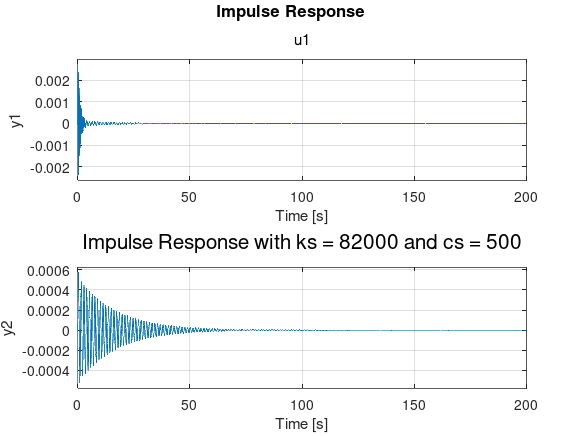 Impulse Response
u1
0.002
0.001
0
-0.001
-0.002
y1
0 50 100 150 200
Time [s]
Impulse Response with ks = 82000 and cs = 500
0.0006
0.0004
0.0002
0
-0.0002
-0.0004
y2
0 50 100 150 200
Time [s]